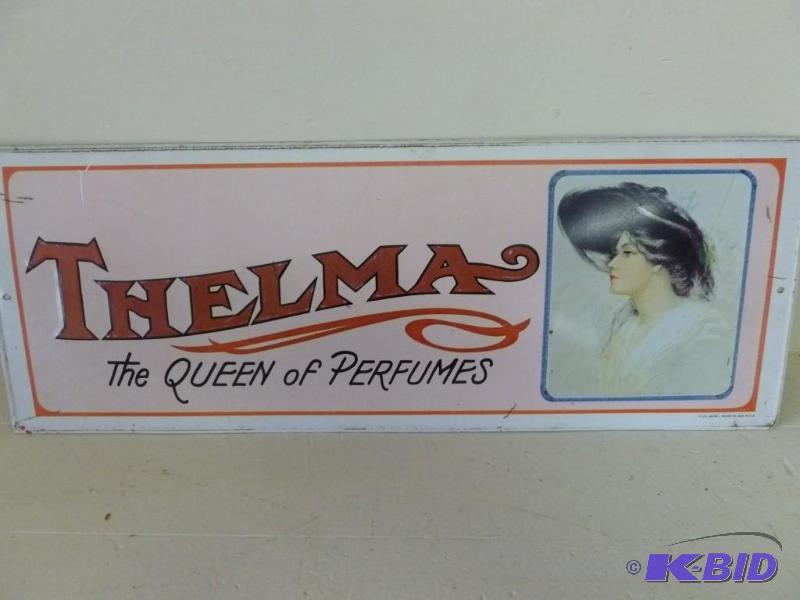 THELMA
The QUEEN of PERFUMES
© K-BID